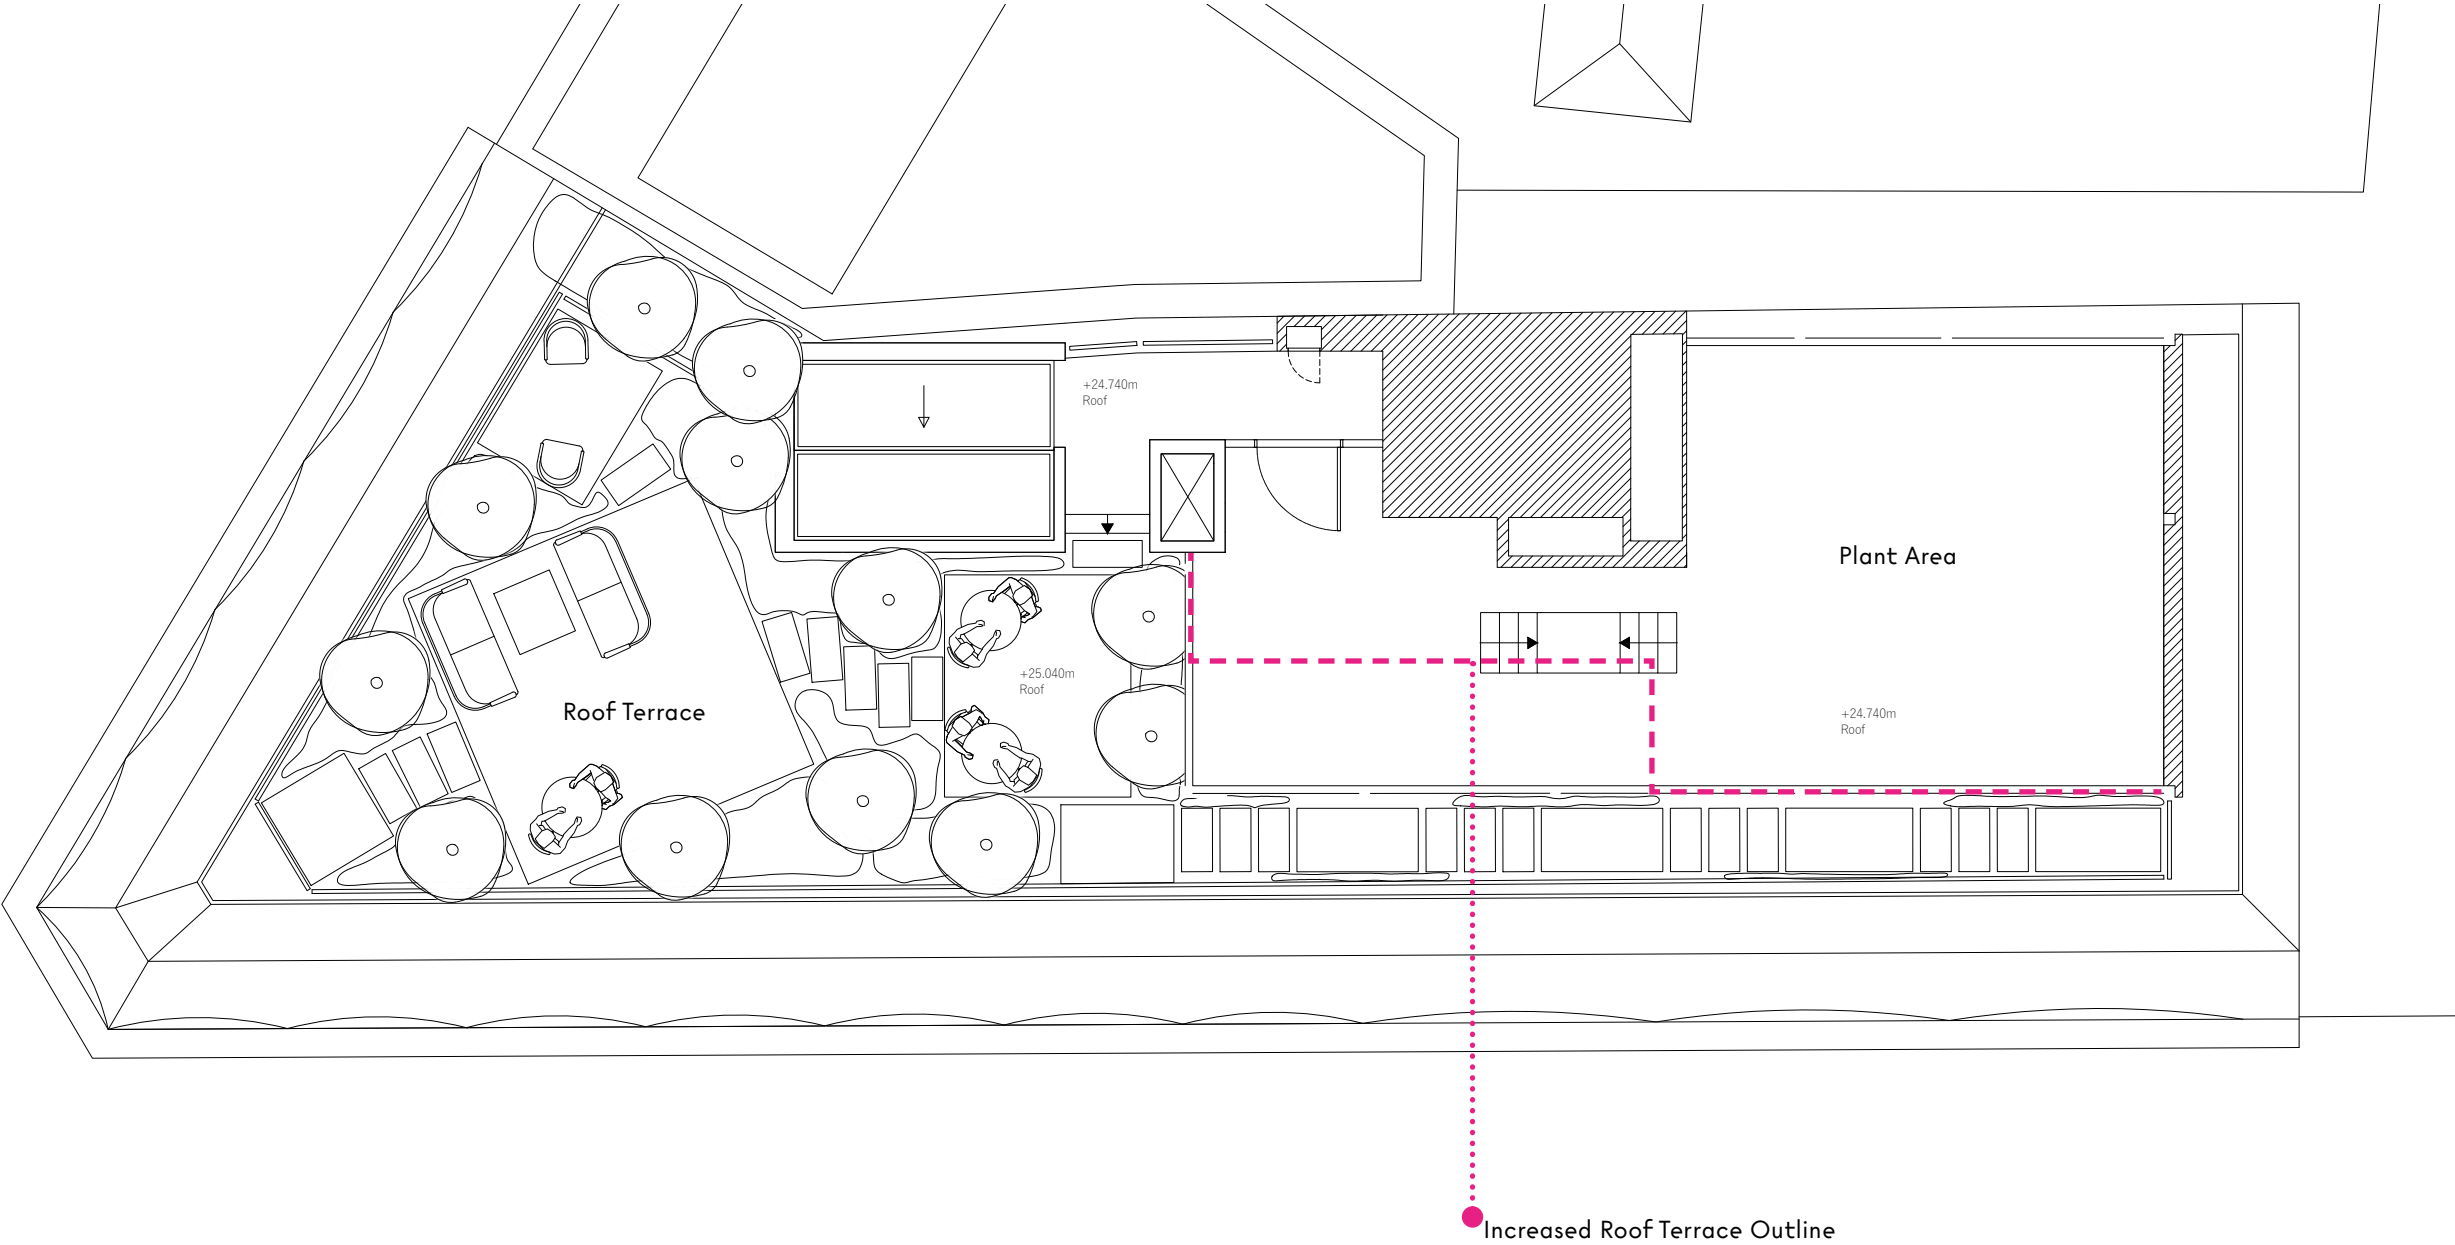 +24.740m
Roof
Plant Area
+25.040m
Roof
Roof Terrace
+24.740m
Roof
Increased Roof Terrace Outline